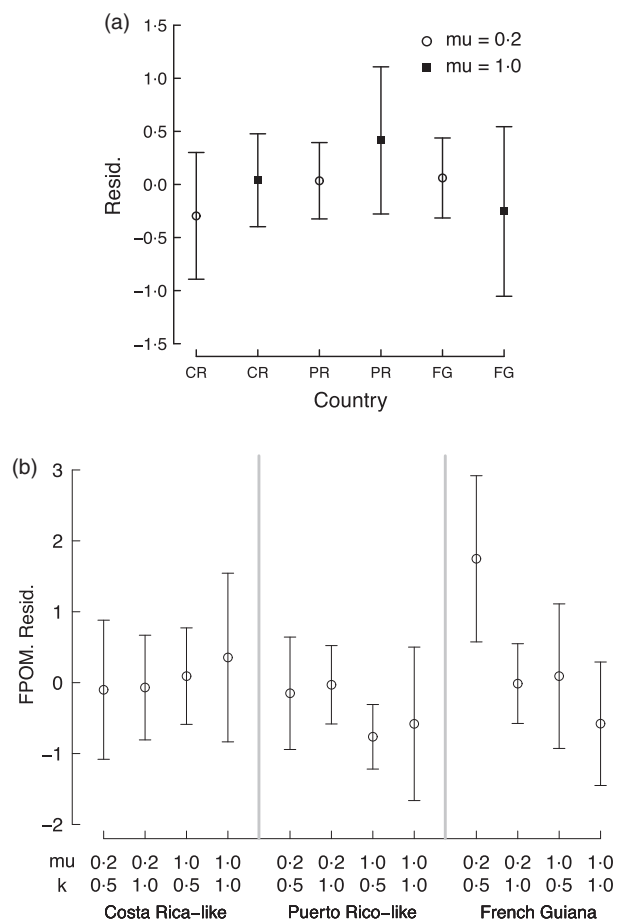 (a)
1·5
1·0
0·5
0·0
−0·5
−1·0
−1·5
Resid.
mu = 0·2
mu = 1·0
CR CR PR PR FG FG
Country
(b)
3
2
1
0
−1
−2
FPOM. Resid.
mu 0·2 0·2 1·0 1·0 0·2 0·2 1·0 1·0 0·2 0·2 1·0 1·0
k 0·5 1·0 0·5 1·0 0·5 1·0 0·5 1·0 0·5 1·0 0·5 1·0
Costa Rica−like Puerto Rico−like French Guiana